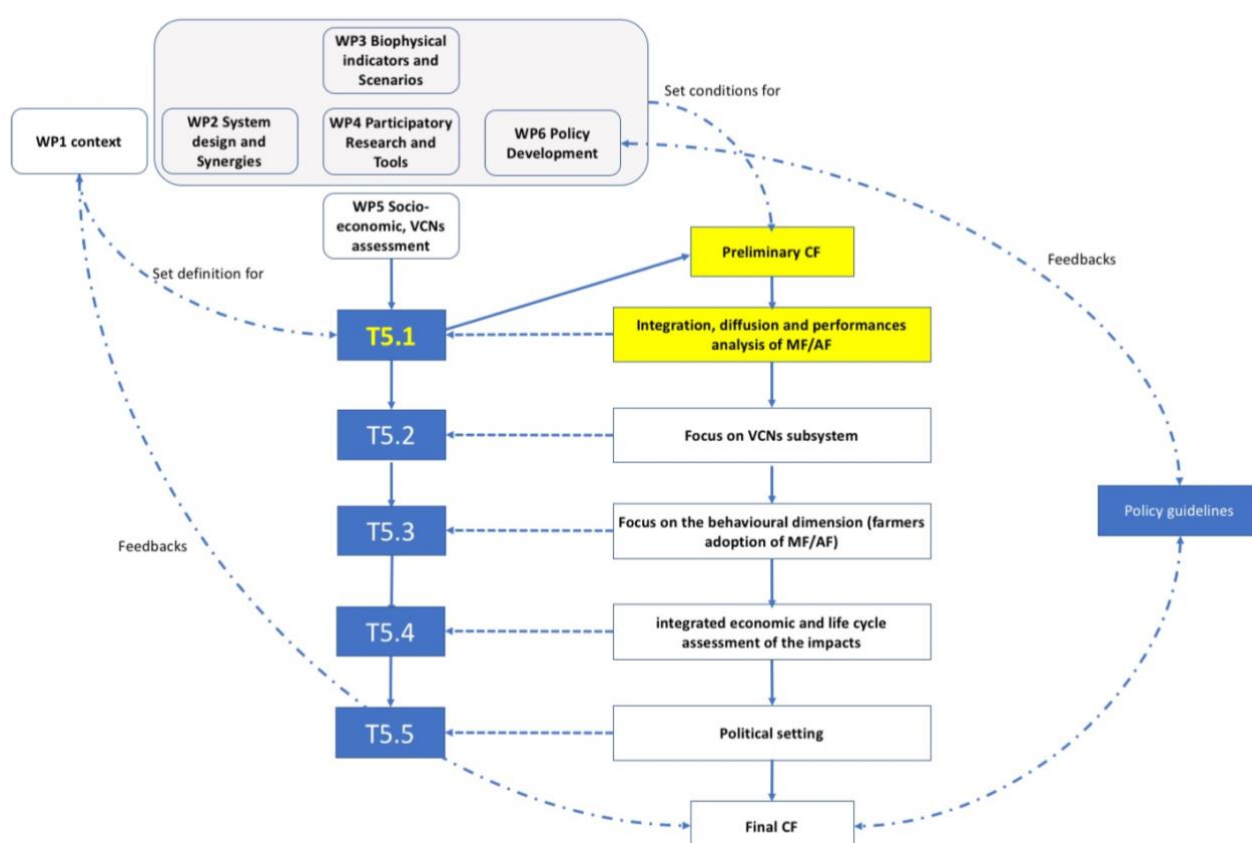 WP3 Biophysical
indicators and
Scenarios
Set conditions for
WP1 context
WP2 System
design and
Synergies
WP4 Participatory
Research and
Tools
WP6 Policy
Development
WP5 Socio-
economic, VCNs
assessment
Preliminary CF
Feedbacks
Set definition for
T5.1
Integration, diffusion and performances
analysis of MF/AF
T5.2
Focus on VCNs subsystem
T5.3
Focus on the behavioural dimension (farmers
adoption of MF/AF)
Policy guidelines
Feedbacks
T5.4
integrated economic and life cycle
assessment of the impacts
T5.5
Political setting
Final CF